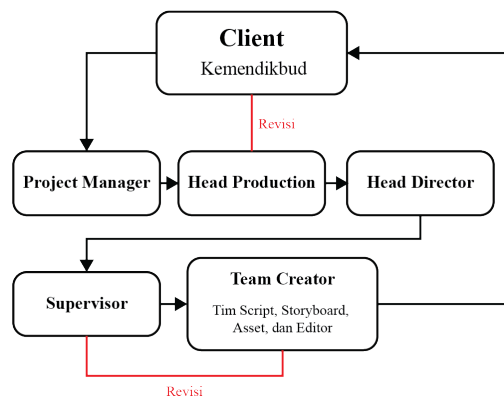 Client
Kemendikbud
Revisi
Project Manager
Head Production
Head Director
Supervisor
Team Creator
Tim Script, Storyboard,
Asset, dan Editor
Revisi